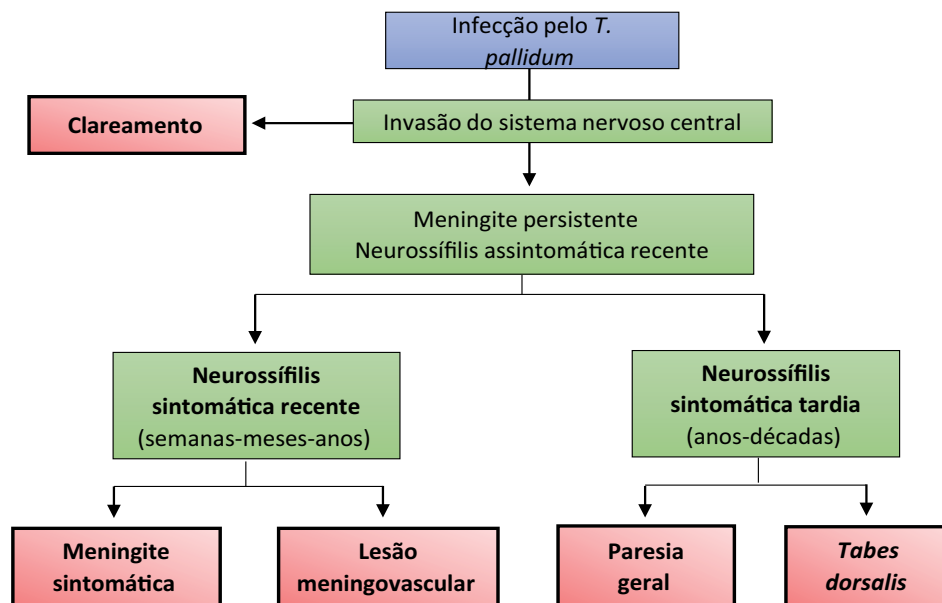 Infecção pelo T.
pallidum
Clareamento
Invasão do sistema nervoso central
Meningite persistente
Neurossífilis assintomática recente
Neurossífilis
sintomática recente
(semanas-meses-anos)
Neurossífilis
sintomática tardia
(anos-décadas)
Meningite
sintomática
Lesão
meningovascular
Paresia
geral
Tabes
dorsalis